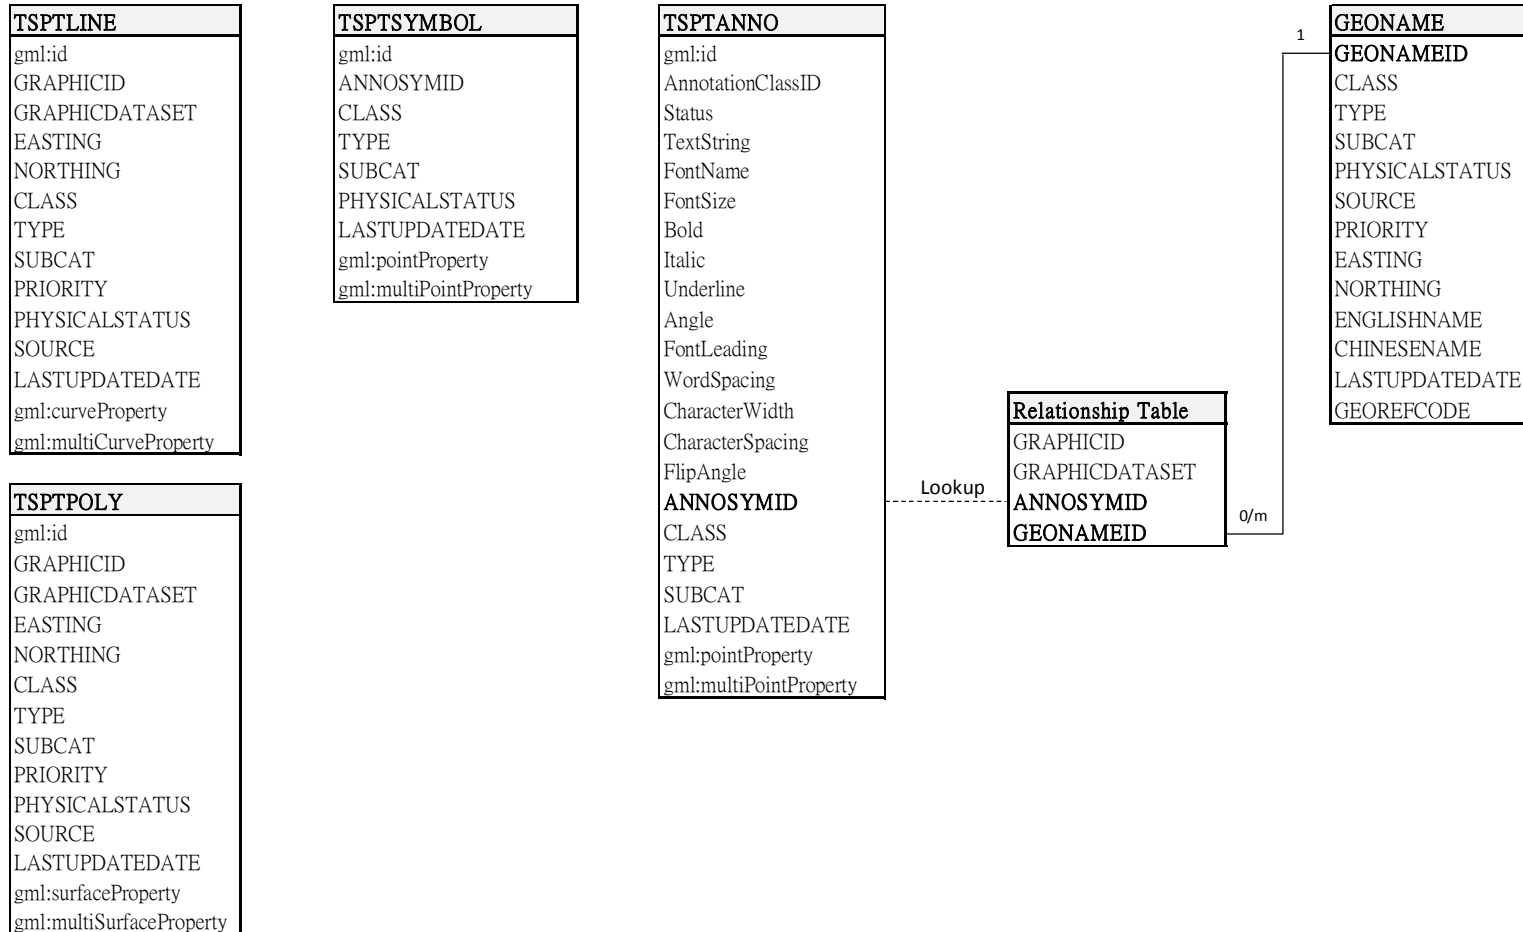 TSPTLINE
gml:id
GRAPHICID
GRAPHICDATASET
EASTING
NORTHING
CLASS
TYPE
SUBCAT
PRIORITY
PHYSICALSTATUS
SOURCE
LASTUPDATEDATE
gml:curveProperty
gml:multiCurveProperty
TSPTPOLY
gml:id
GRAPHICID
GRAPHICDATASET
EASTING
NORTHING
CLASS
TYPE
SUBCAT
PRIORITY
PHYSICALSTATUS
SOURCE
LASTUPDATEDATE
gml:surfaceProperty
gml:multiSurfaceProperty
TSPTSYMBOL
gml:id
ANNOSYMID
CLASS
TYPE
SUBCAT
PHYSICALSTATUS
LASTUPDATEDATE
gml:pointProperty
gml:multiPointProperty
TSPTANNO
gml:id
AnnotationClassID
Status
TextString
FontName
FontSize
Bold
Italic
Underline
Angle
FontLeading
WordSpacing
CharacterWidth
CharacterSpacing
FlipAngle
ANNOSYMID
CLASS
TYPE
SUBCAT
LASTUPDATEDATE
gml:pointProperty
gml:multiPointProperty
Lookup
Relationship Table
GRAPHICID
GRAPHICDATASET
ANNOSYMID
GEONAMEID
0/m
1
GEONAME
GEONAMEID
CLASS
TYPE
SUBCAT
PHYSICALSTATUS
SOURCE
PRIORITY
EASTING
NORTHING
ENGLISHNAME
CHINESENAME
LASTUPDATEDATE
GEOREFCODE